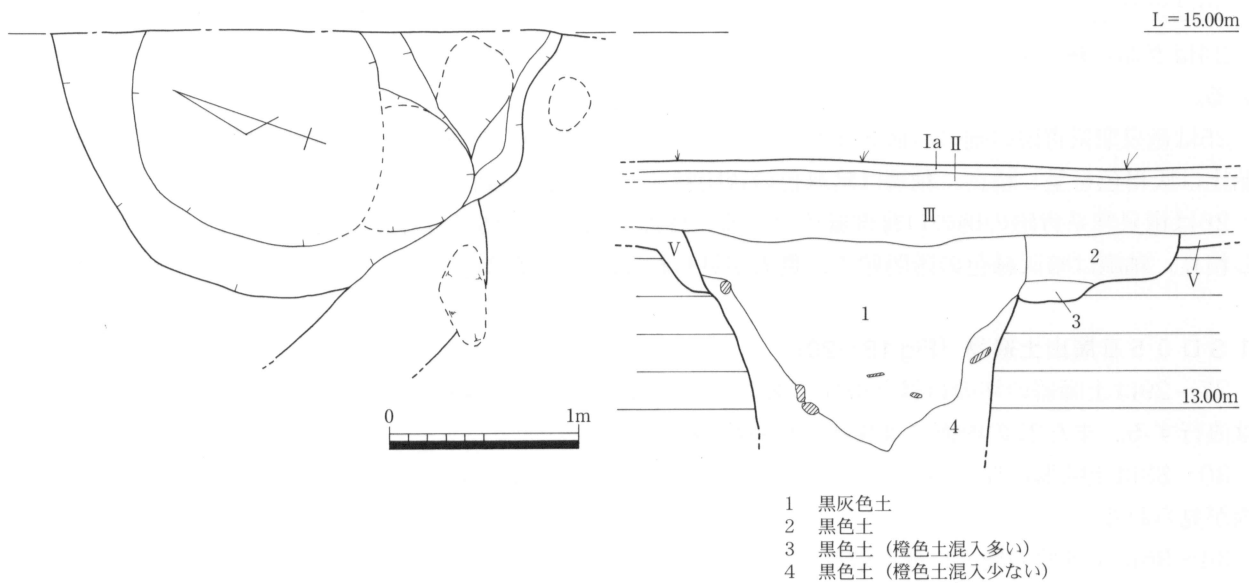 L = 15.00m
Ⅰa Ⅱ
Ⅲ
Ⅴ
2
Ⅴ
1
3
13.00m
4
0 1m
1 黒灰色土
2 黒色土
3 黒色土（橙色土混入多い）
4 黒色土（橙色土混入少ない）